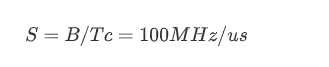 S = B/Tc = 100MHz/us